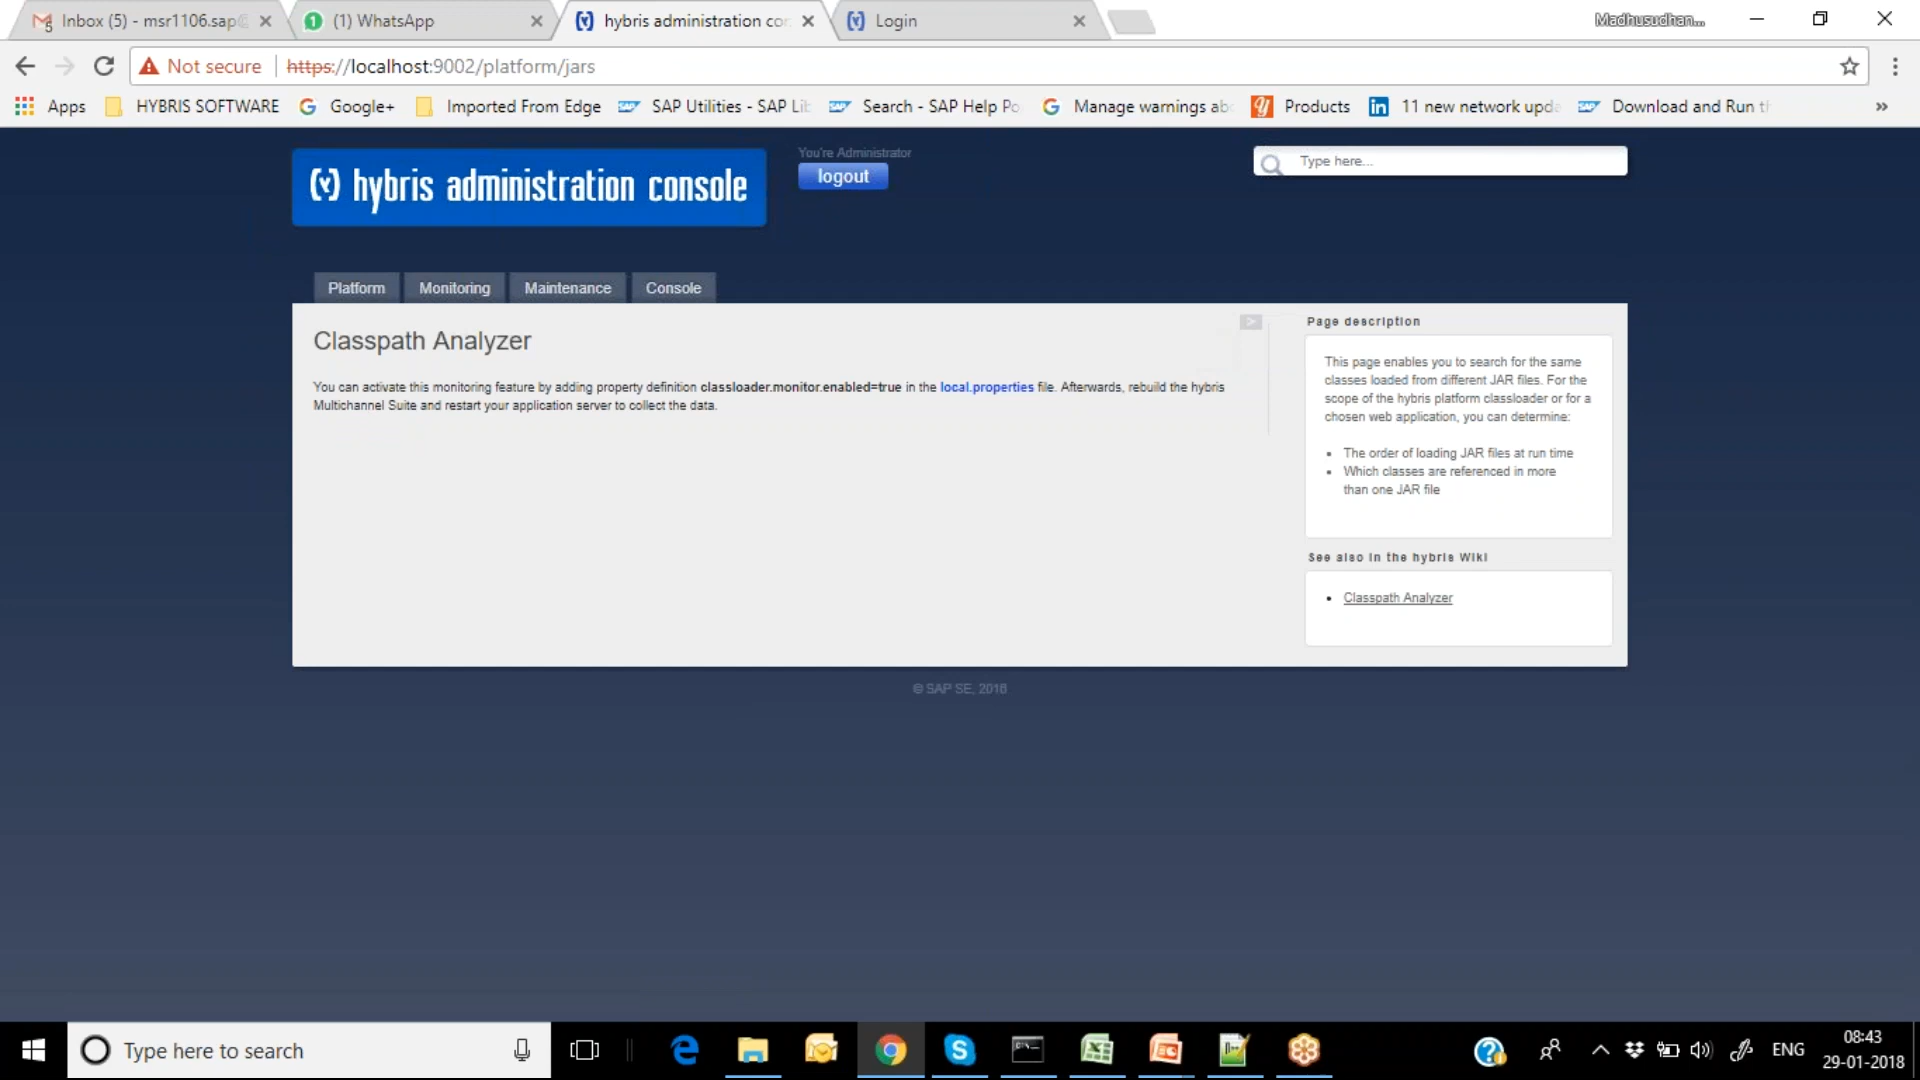 Inbox (5) - msr1106.sap@
(1) WhatsApp
hybris administration co
Login
Madhusudhan...
Not secure
https://localhost:9002/platform/jars
Apps
HYBRIS SOFTWARE
Google+
Imported From Edge
SAP Utilities - SAP Lib
Search - SAP Help Po
Manage warnings ab
Products
11 new network upda
Download and Run th
»
(y) hybris administration console
You're Administrator
logout
Type here...
Platform
Monitoring
Maintenance
Console
Classpath Analyzer
You can activate this monitoring feature by adding property definition classloader.monitor.enabled=true in the local.properties file. Afterwards, rebuild the hybris
Multichannel Suite and restart your application server to collect the data.
>
Page description
This page enables you to search for the same
classes loaded from different JAR files. For the
scope of the hybris platform classloader or for a
chosen web application, you can determine:
• The order of loading JAR files at run time
• Which classes are referenced in more
than one JAR file
See also in the hybris Wiki
• Classpath Analyzer
© SAP SE, 2016
Type here to search
ENG
08:43
29-01-2018